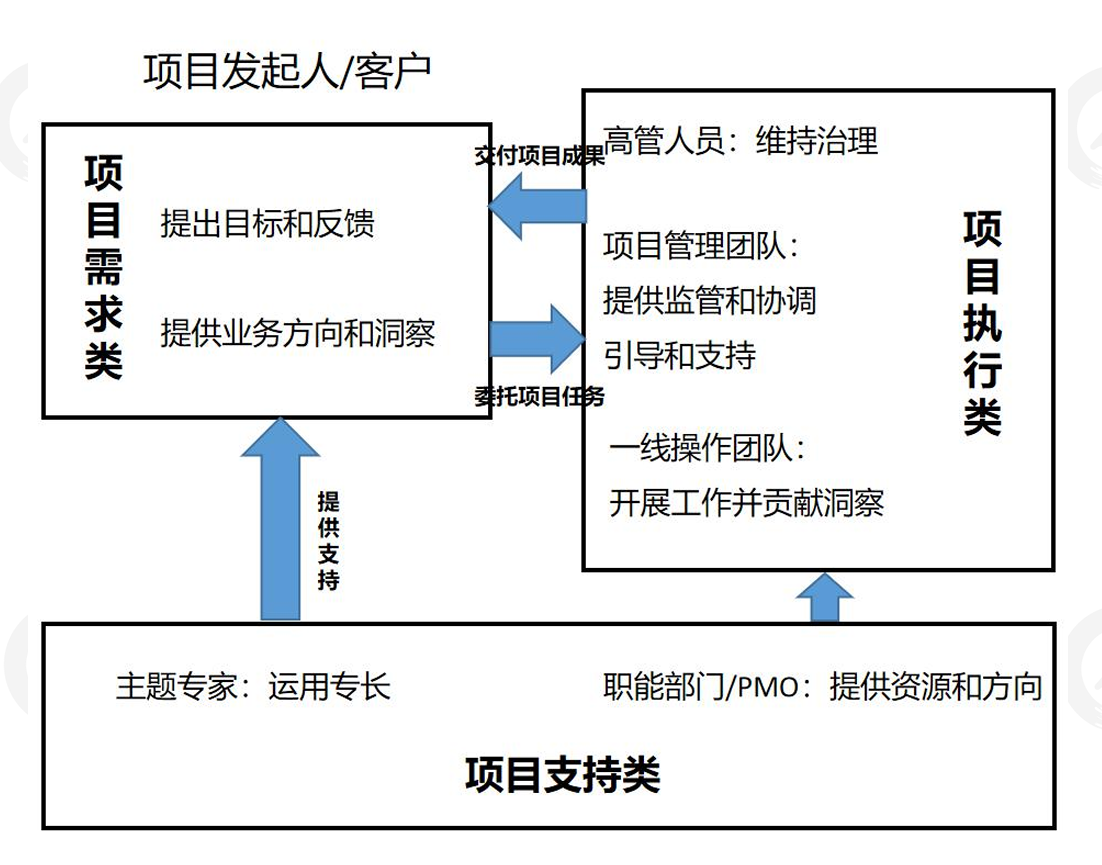 项目发起人/客户
项目需求类
提出目标和反馈
提供业务方向和洞察
交付项目成果
委托项目任务
高管人员：维持治理
项目管理团队：
提供监管和协调
引导和支持
一线操作团队：
开展工作并贡献洞察
项目执行类
提供支持
主题专家：运用专长
职能部门/PMO：提供资源和方向
项目支持类